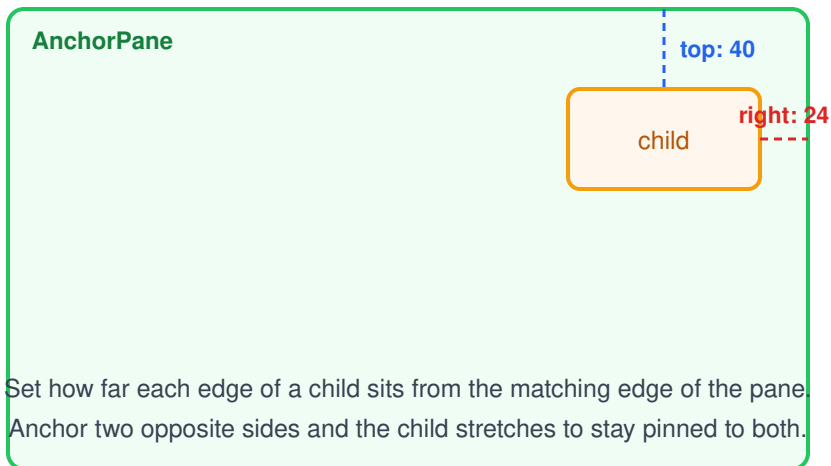 AnchorPane
top: 40
right: 24
child
Set how far each edge of a child sits from the matching edge of the pane.
Anchor two opposite sides and the child stretches to stay pinned to both.